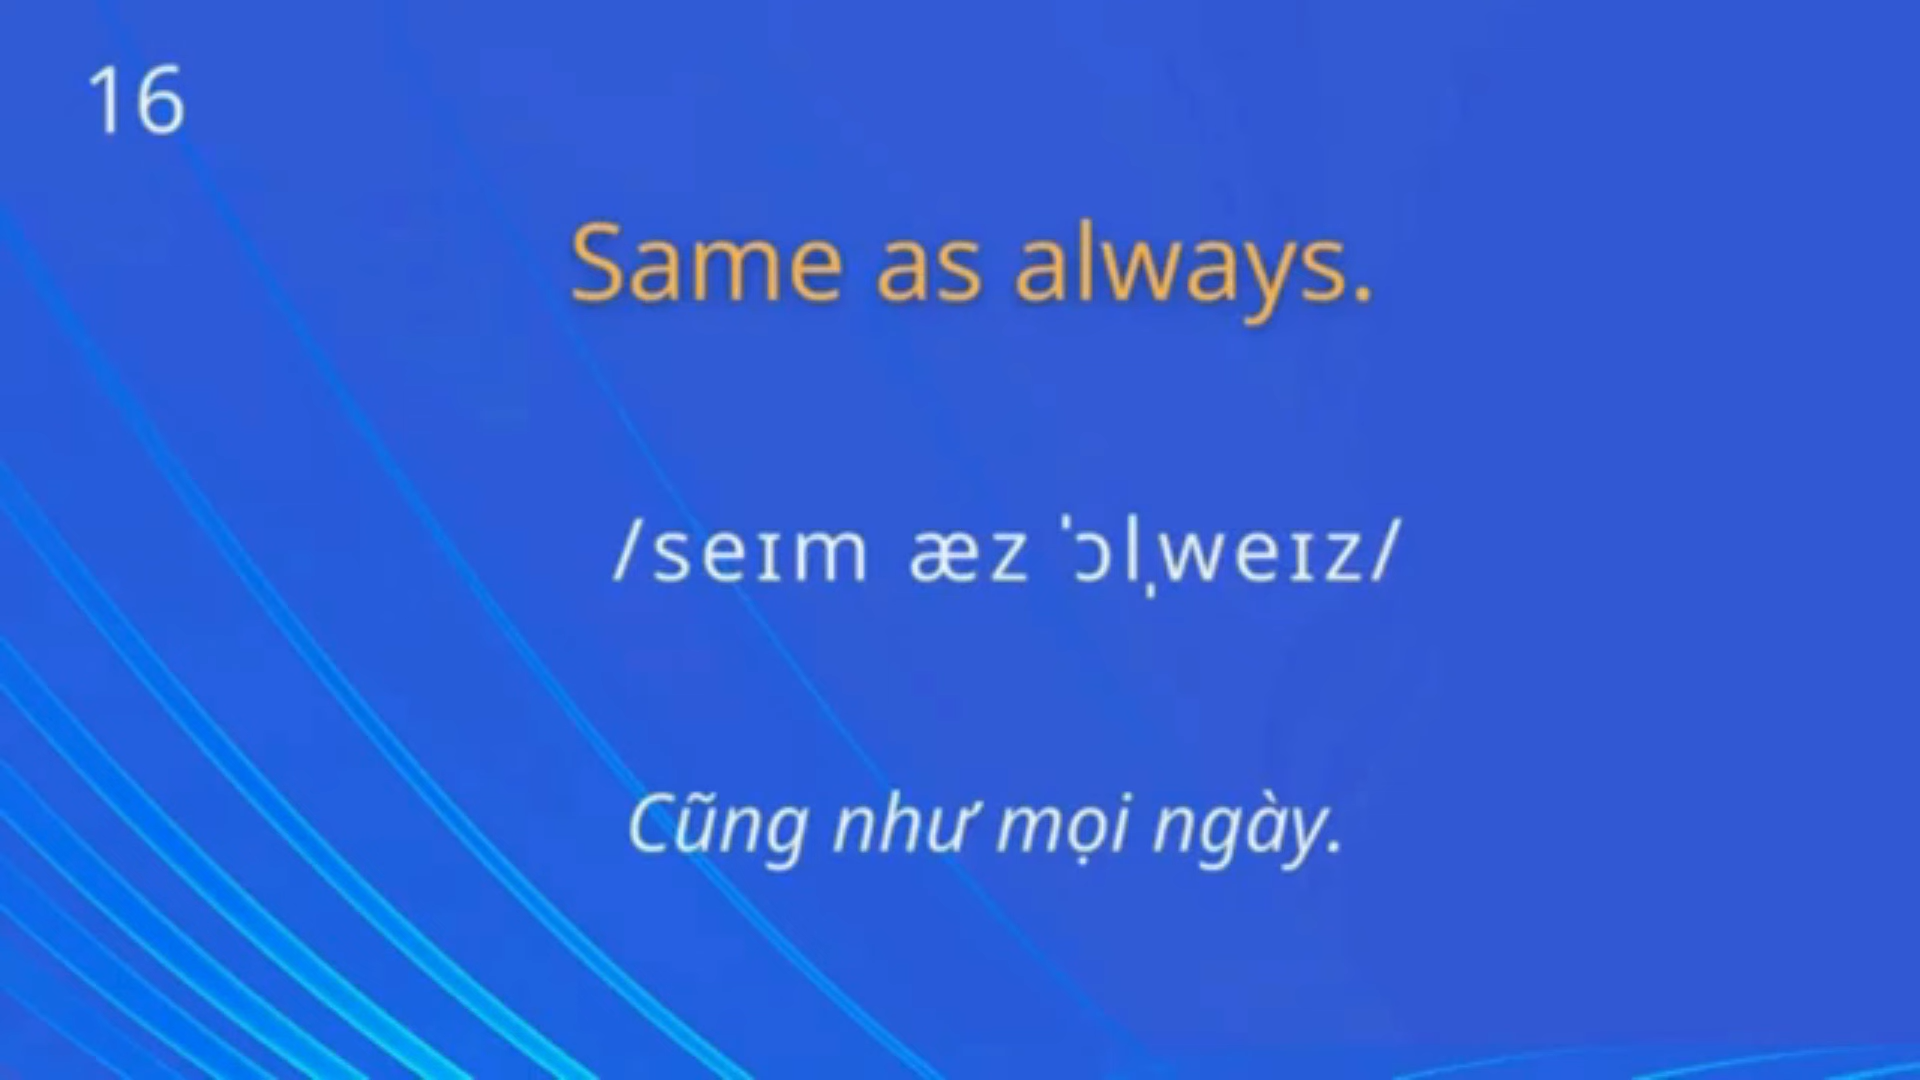 16
Same as always.
/seɪm æz ˈɔlˌweɪz/
Cũng như mọi ngày.